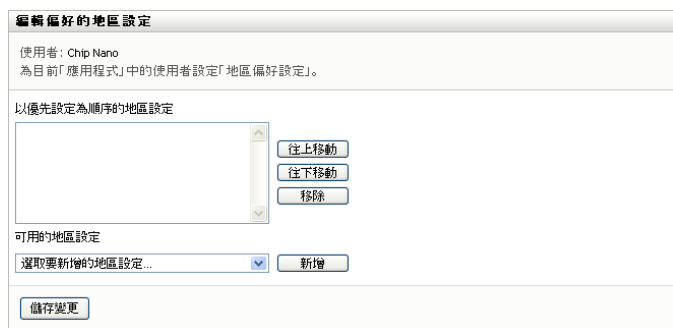 編輯偏好的地區設定
使用者: Chip Nano
為目前「應用程式」中的使用者設定「地區偏好設定」。
以優先設定為順序的地區設定
往上移動
往下移動
移除
可用的地區設定
選取要新增的地區設定...
新增
儲存變更